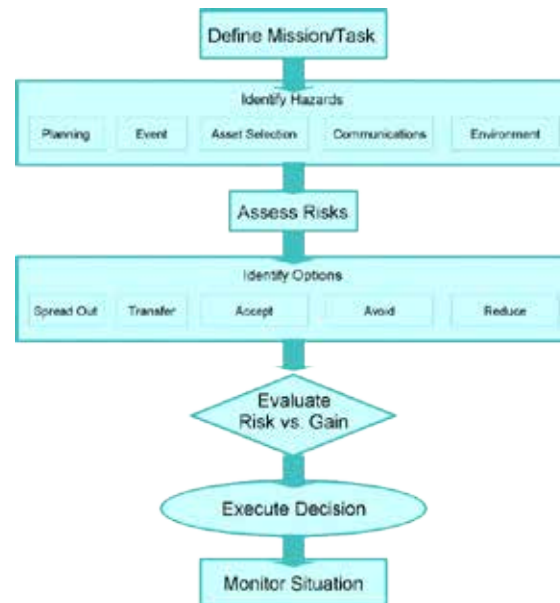 Define Mission/Task
Identify Hazards
Planning Event Asset Selection Communications Environment
Assess Risks
Identify Options
Spread Out Transfer Accept Avoid Reduce
Evaluate
Risk vs. Gain
Execute Decision
Monitor Situation